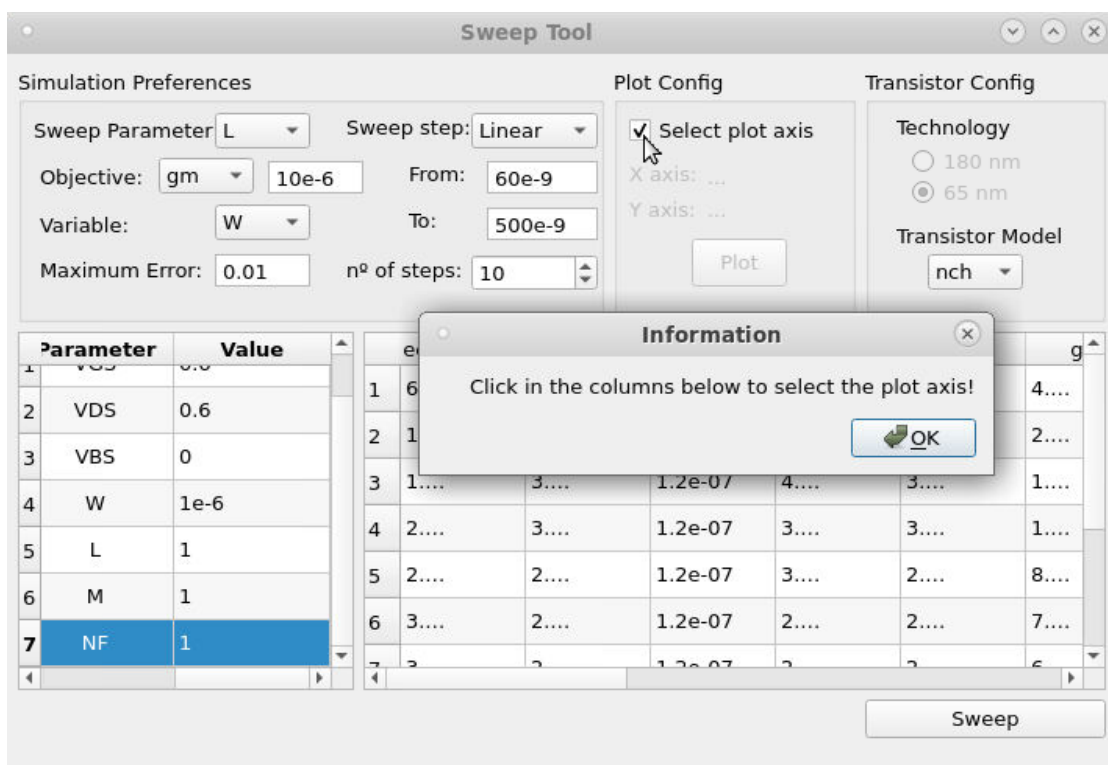 Sweep Tool
Simulation Preferences
Plot Config
Transistor Config
Sweep Parameter L
Sweep step: Linear
Select plot axis
Technology
Objective: gm 10e-6
From: 60e-9
X axis: ...
180 nm
65 nm
Variable: W
To: 500e-9
Y axis: ...
Transistor Model
Maximum Error: 0.01
nº of steps: 10
Plot
nch
Information
Click in the columns below to select the plot axis!
OK
Parameter Value
2 VDS 0.6
3 VBS 0
4 W 1e-6
5 L 1
6 M 1
7 NF 1
g
1 6 4....
2 1 2....
3 1.... 3.... 1.2e-07 4.... 3.... 1....
4 2.... 3.... 1.2e-07 3.... 3.... 1....
5 2.... 2.... 1.2e-07 3.... 2.... 8....
6 3.... 2.... 1.2e-07 2.... 2.... 7....
Sweep